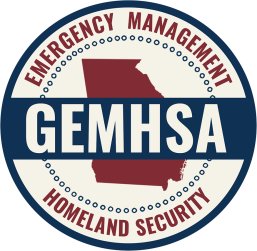 EMERGENCY MANAGEMENT
GEMHSA
HOMELAND SECURITY